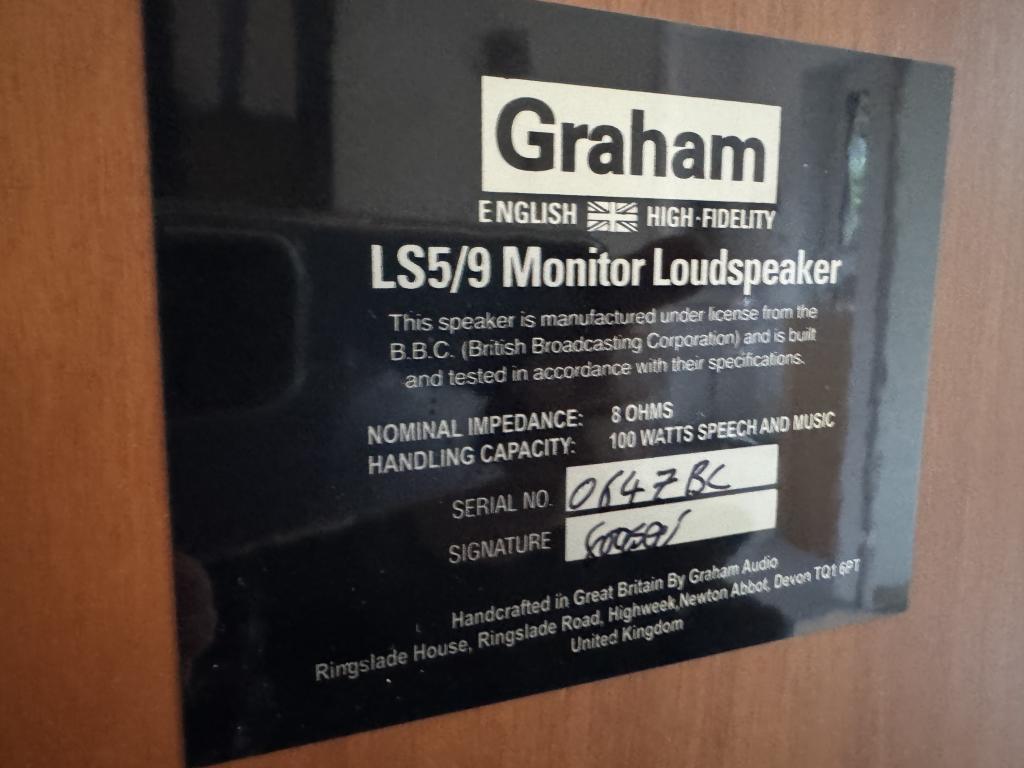 Graham
ENGLISH HIGH-FIDELITY
LS5/9 Monitor Loudspeaker
This speaker is manufactured under license from the
B.B.C. (British Broadcasting Corporation) and is built
and tested in accordance with their specifications.
NOMINAL IMPEDANCE: 8 OHMS
HANDLING CAPACITY: 100 WATTS SPEECH AND MUSIC
SERIAL NO. 0647BC
SIGNATURE
Handcrafted in Great Britain By Graham Audio
Ringslade House, Ringslade Road, Highweek,Newton Abbot, Devon TQ1 6PT
United Kingdom